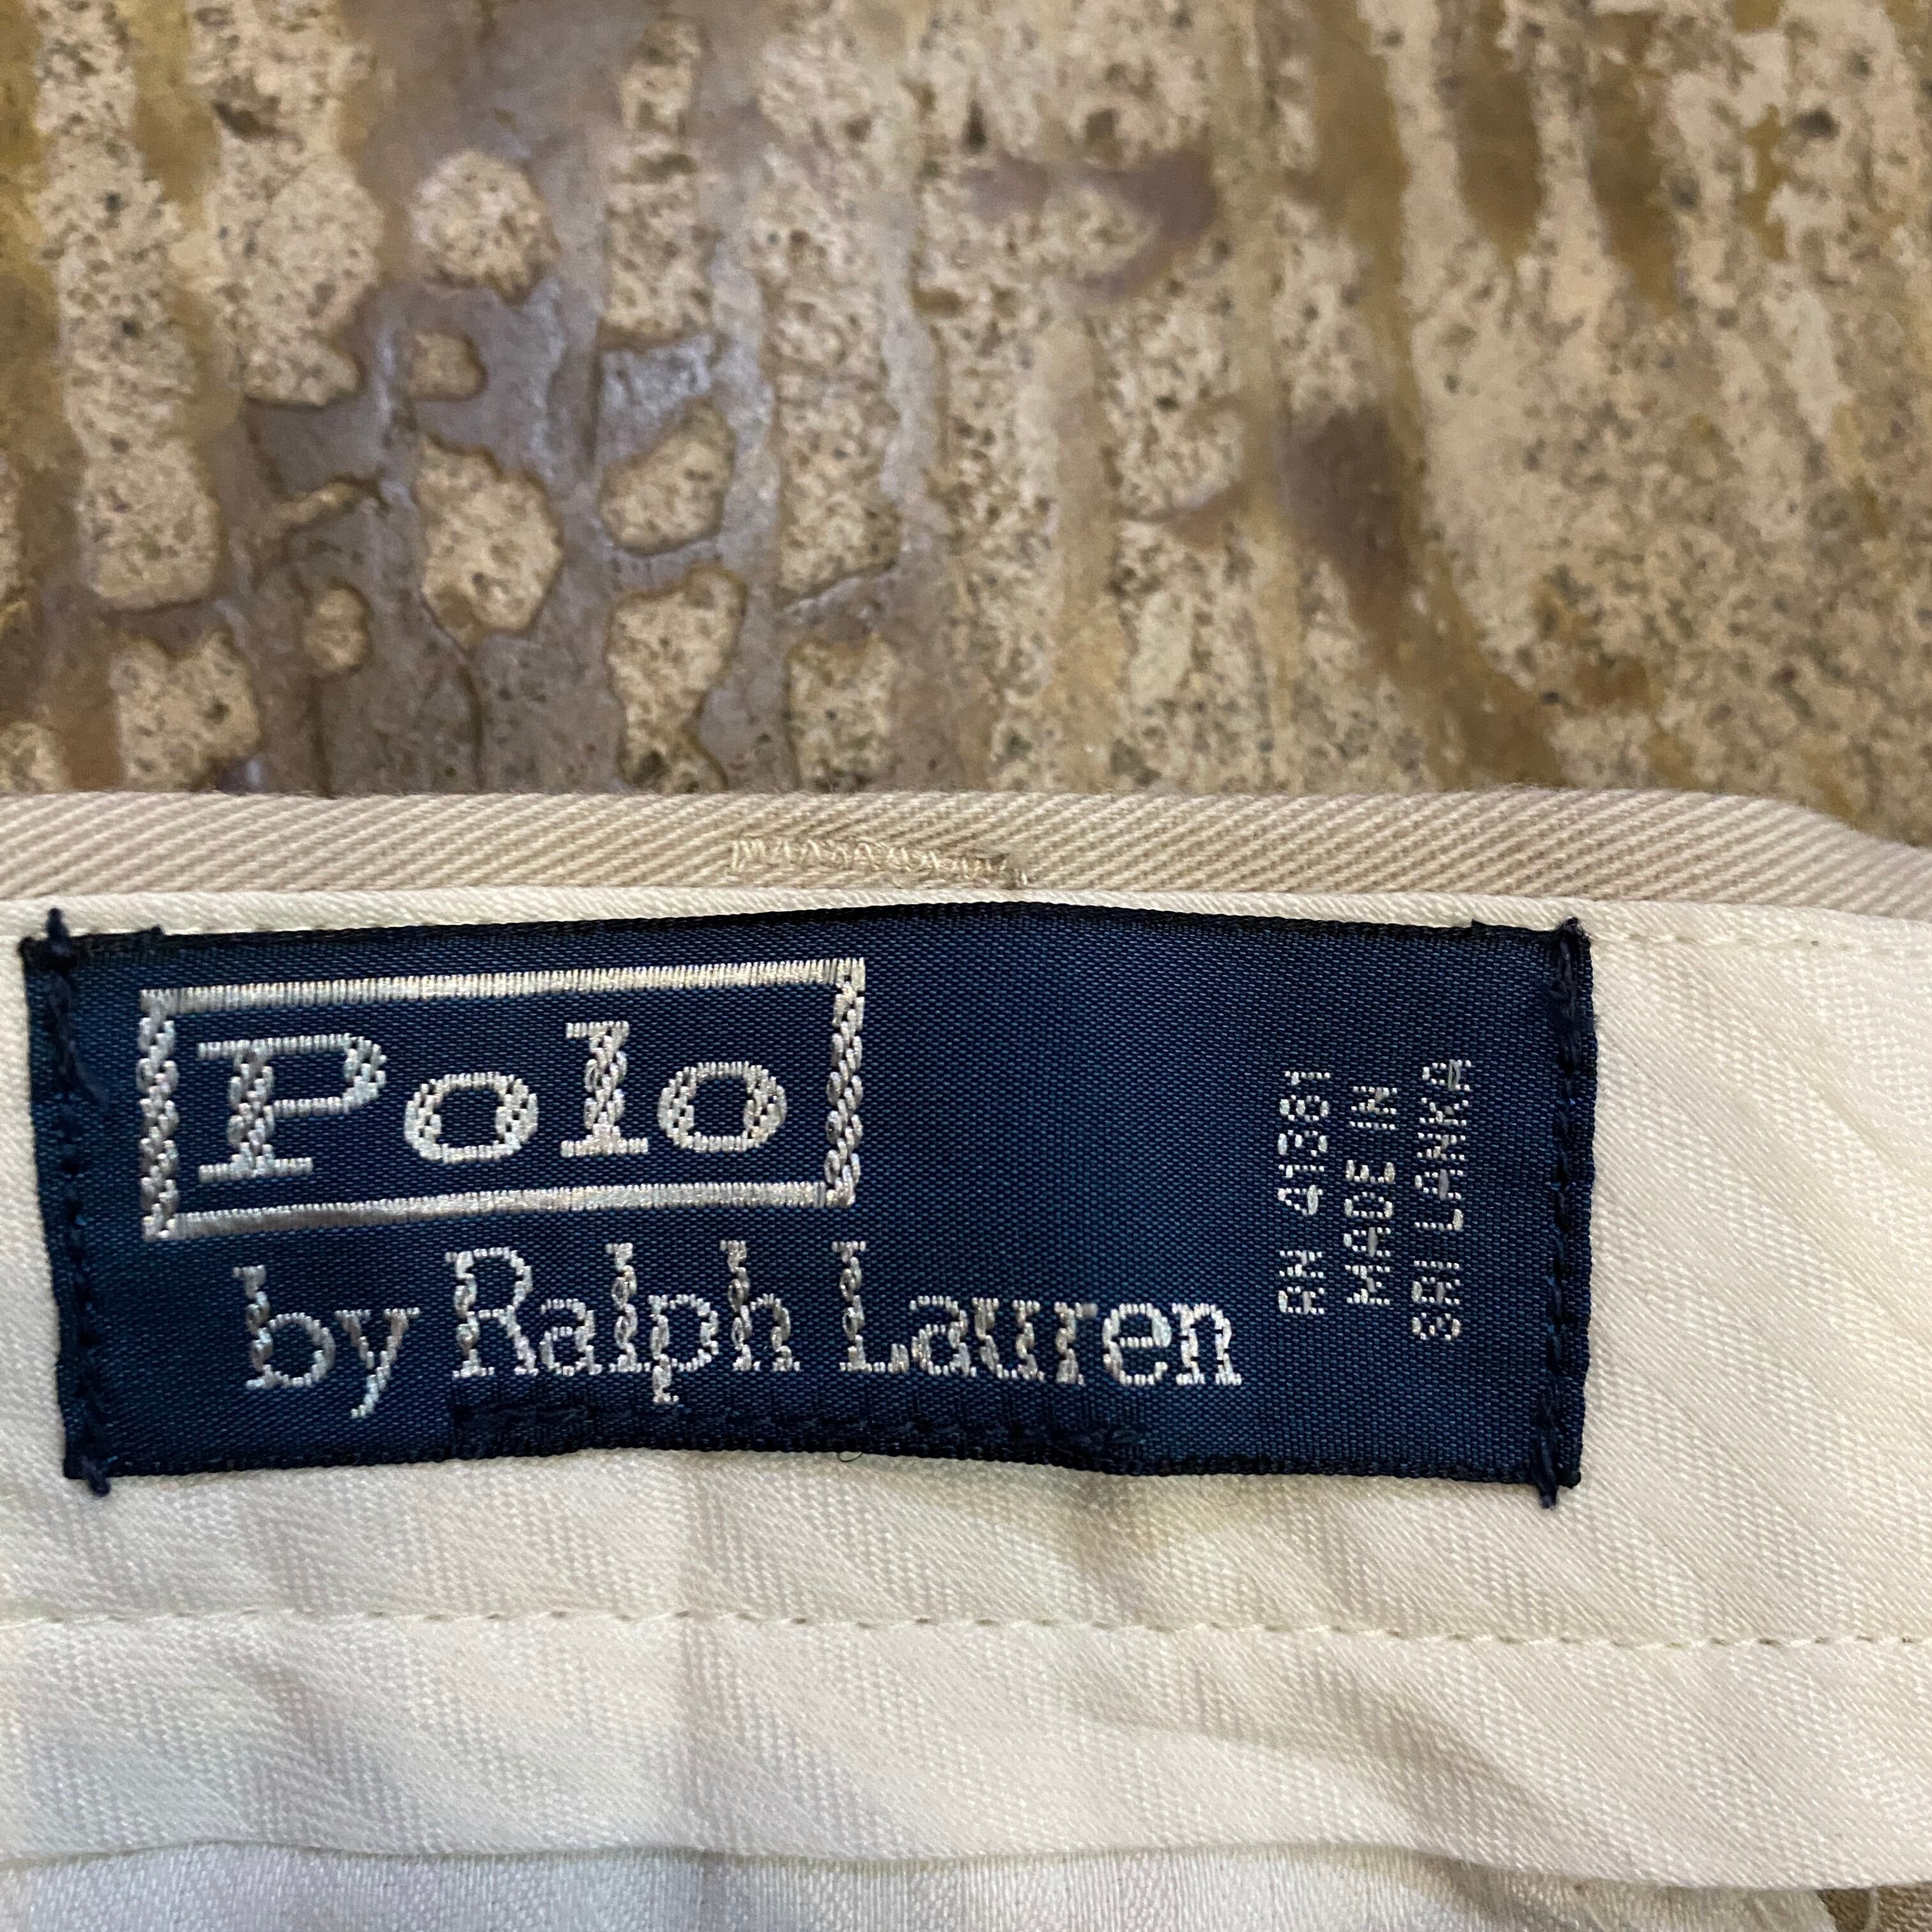 Polo
by Ralph Lauren
RN 41381
MADE IN
SRI LANKA